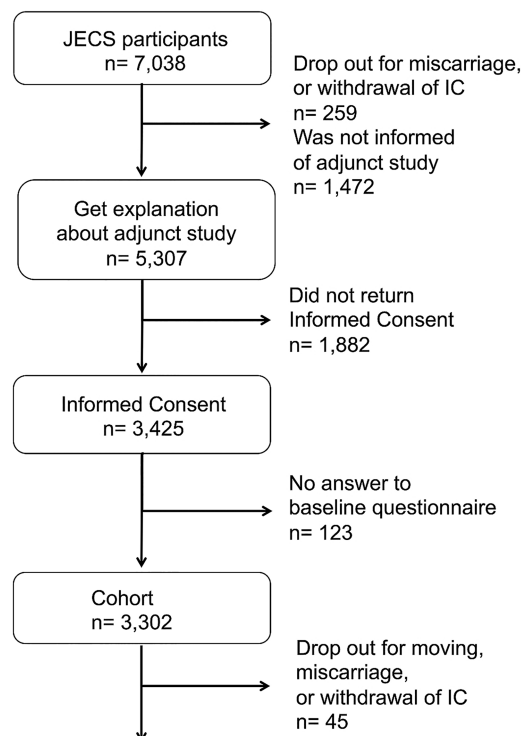 JECS participants
n= 7,038
Drop out for miscarriage,
or withdrawal of IC
n= 259
Was not informed
of adjunct study
n= 1,472
Get explanation
about adjunct study
n= 5,307
Did not return
Informed Consent
n= 1,882
Informed Consent
n= 3,425
No answer to
baseline questionnaire
n= 123
Cohort
n= 3,302
Drop out for moving,
miscarriage,
or withdrawal of IC
n= 45